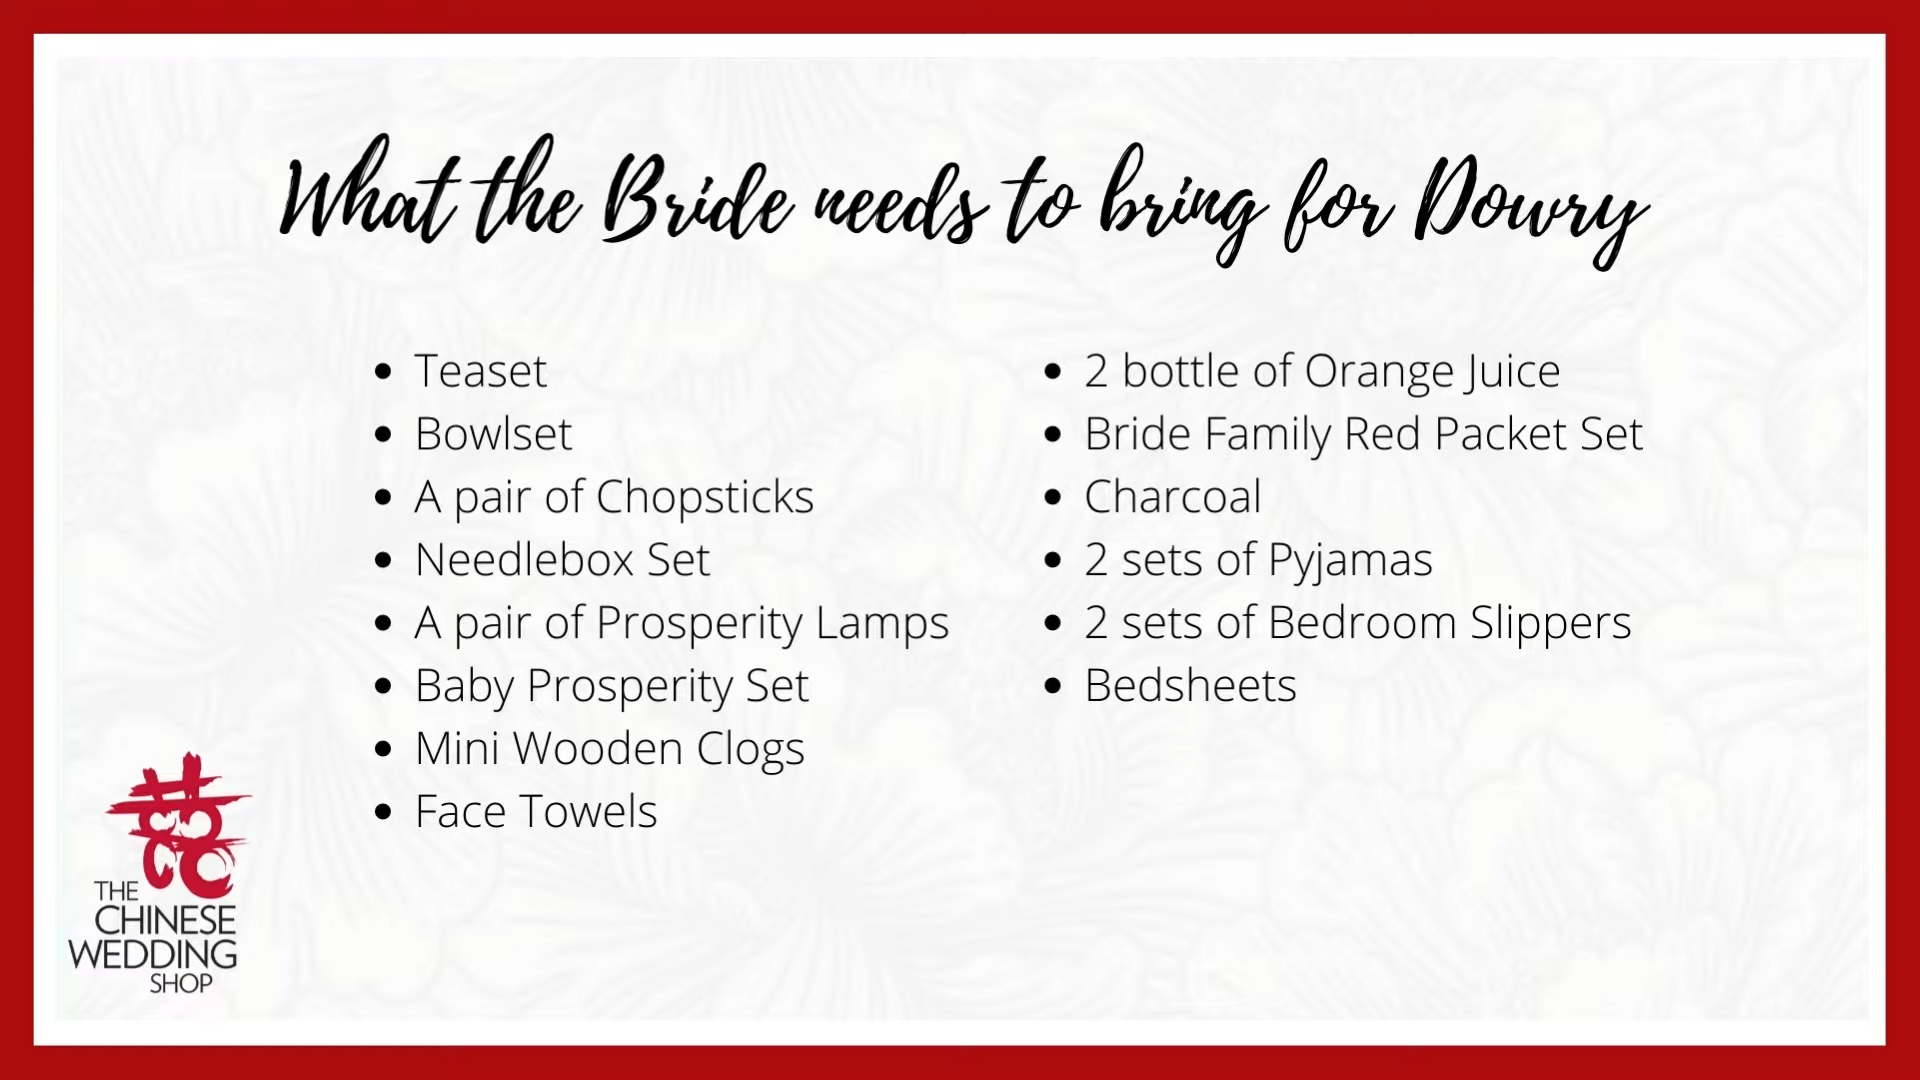 What the Bride needs to bring for Dowry
• Teaset
• Bowlset
• A pair of Chopsticks
• Needlebox Set
• A pair of Prosperity Lamps
• Baby Prosperity Set
• Mini Wooden Clogs
• Face Towels
• 2 bottle of Orange Juice
• Bride Family Red Packet Set
• Charcoal
• 2 sets of Pyjamas
• 2 sets of Bedroom Slippers
• Bedsheets
囍
THE
CHINESE
WEDDING
SHOP